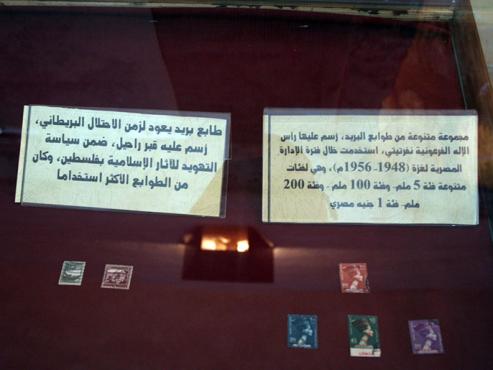 طابع بريد يعود لزمن الاحتلال البريطاني،
رسم عليه قبر راحيل، ضمن سياسة
التهويد للآثار الإسلامية بفلسطين، وكان
من الطوابع الأكثر استخداما
مجموعة متنوعة من طوابع البريد، رسم عليها رأس
الإله الفرعونية نفرتيتي، استخدمت خلال فترة الإدارة
المصرية لغزة (1948-1956م)، وهي لفئات
متنوعة فئة 5 ملم- وفئة 100 ملم- وفئة 200
ملم- فئة 1 جنيه مصري